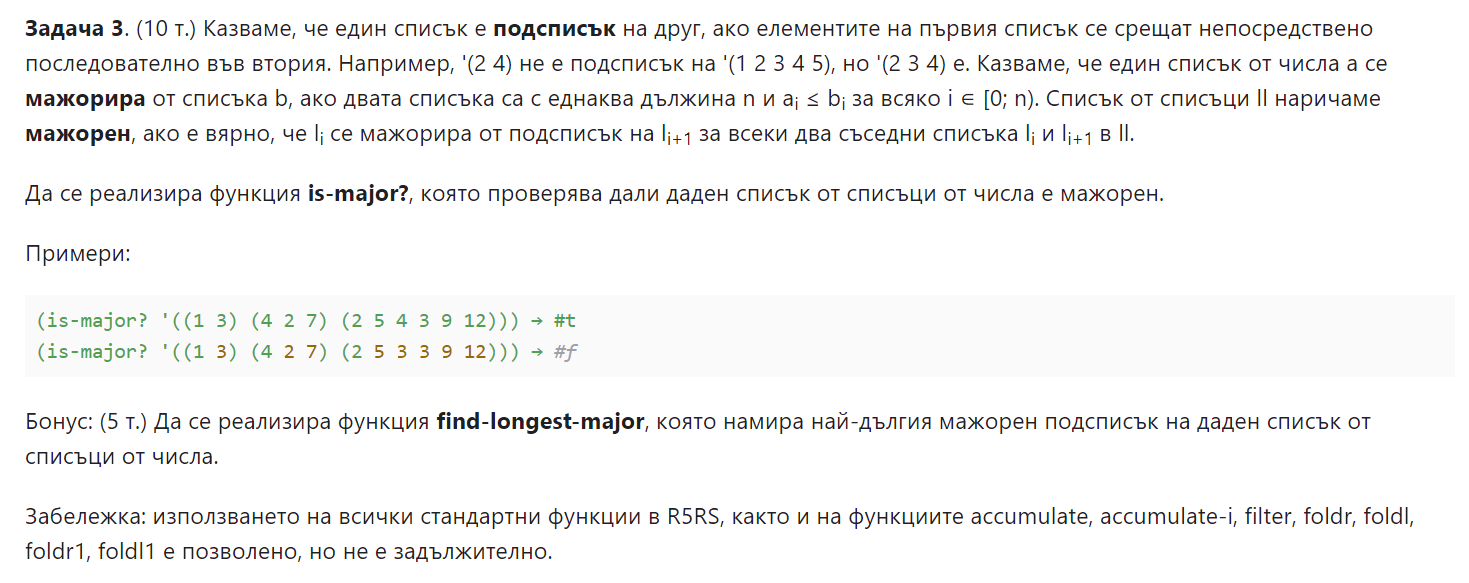 Задача 3. (10 т.) Казваме, че един списък е подсписък на друг, ако елементите на първия списък се срещат непосредствено
последователно във втория. Например, '(2 4) не е подсписък на '(1 2 3 4 5), но '(2 3 4) е. Казваме, че един списък от числа a се
мажорира от списъка b, ако двата списъка са с еднаква дължина n и aᵢ ≤ bᵢ за всяко i ∈ [0; n). Списък от списъци ll наричаме
мажорен, ако е вярно, че lᵢ се мажорира от подсписък на lᵢ₊₁ за всеки два съседни списъка lᵢ и lᵢ₊₁ в ll.
Да се реализира функция is-major?, която проверява дали даден списък от списъци от числа е мажорен.
Примери:
(is-major? '((1 3) (4 2 7) (2 5 4 3 9 12))) → #t
(is-major? '((1 3) (4 2 7) (2 5 3 3 9 12))) → #f
Бонус: (5 т.) Да се реализира функция find-longest-major, която намира най-дългия мажорен подсписък на даден списък от
списъци от числа.
Забележка: използването на всички стандартни функции в R5RS, както и на функциите accumulate, accumulate-i, filter, foldr, foldl,
foldr1, foldl1 е позволено, но не е задължително.